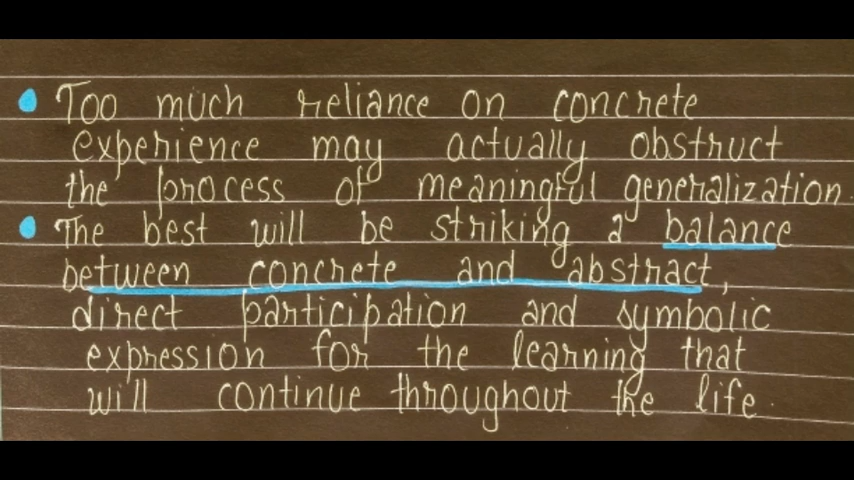 Too much reliance on concrete
experience may actually obstruct
the process of meaningful generalization.
The best will be striking a balance
between concrete and abstract,
direct participation and symbolic
expression for the learning that
will continue throughout the life.